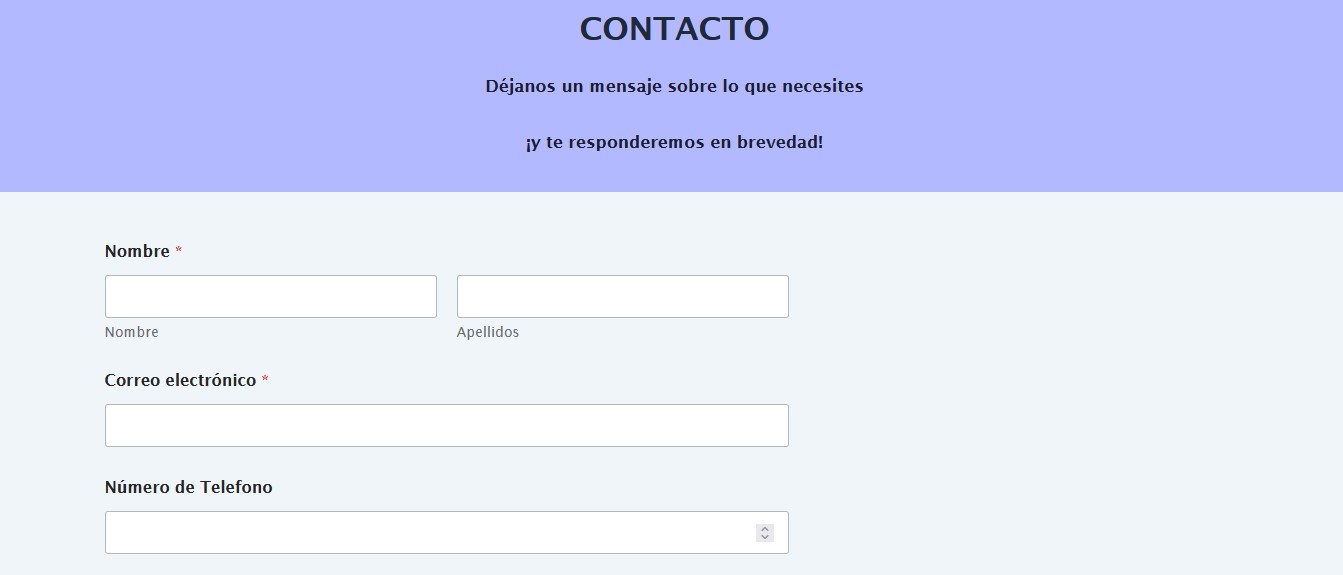 CONTACTO
Déjanos un mensaje sobre lo que necesites
¡y te responderemos en brevedad!
Nombre *
Nombre
Apellidos
Correo electrónico *
Número de Telefono